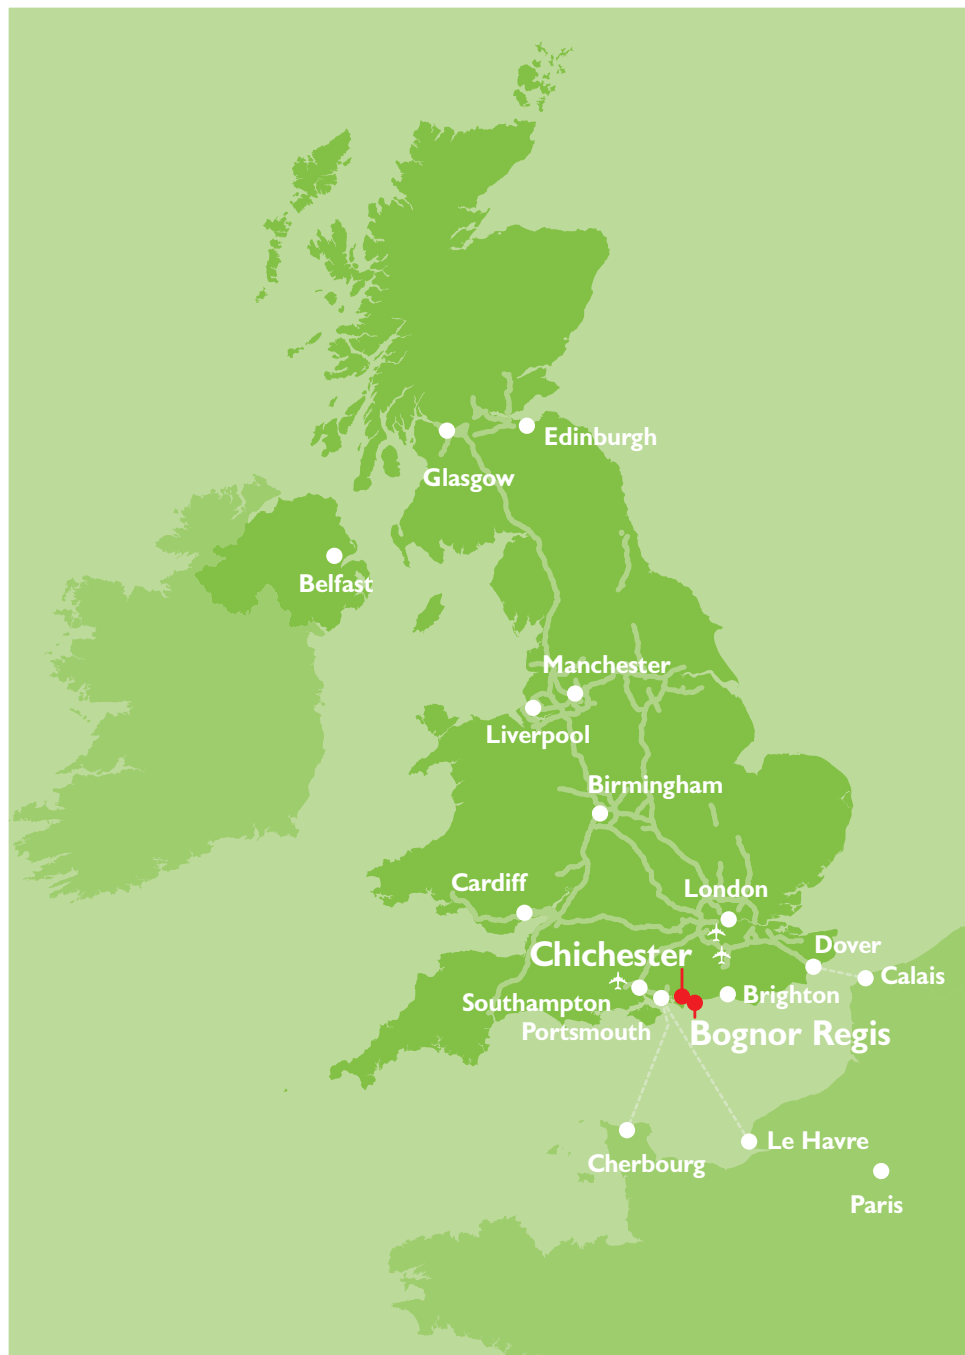 Edinburgh
Glasgow
Belfast
Manchester
Liverpool
Birmingham
Cardiff
London
Dover
Chichester
Calais
Southampton
Brighton
Portsmouth
Bognor Regis
Le Havre
Cherbourg
Paris